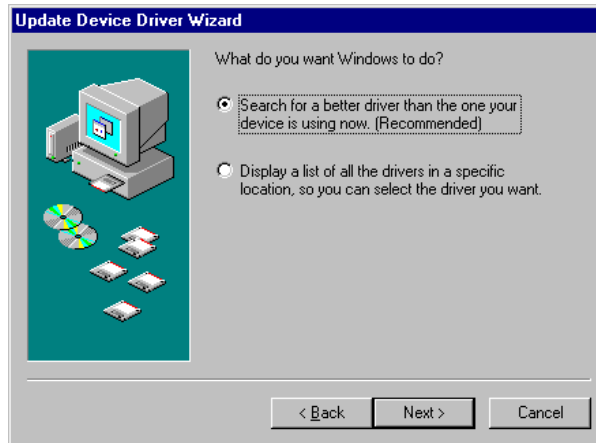 Update Device Driver Wizard
What do you want Windows to do?
Search for a better driver than the one your
device is using now. (Recommended)
Display a list of all the drivers in a specific
location, so you can select the driver you want.
< Back Next > Cancel